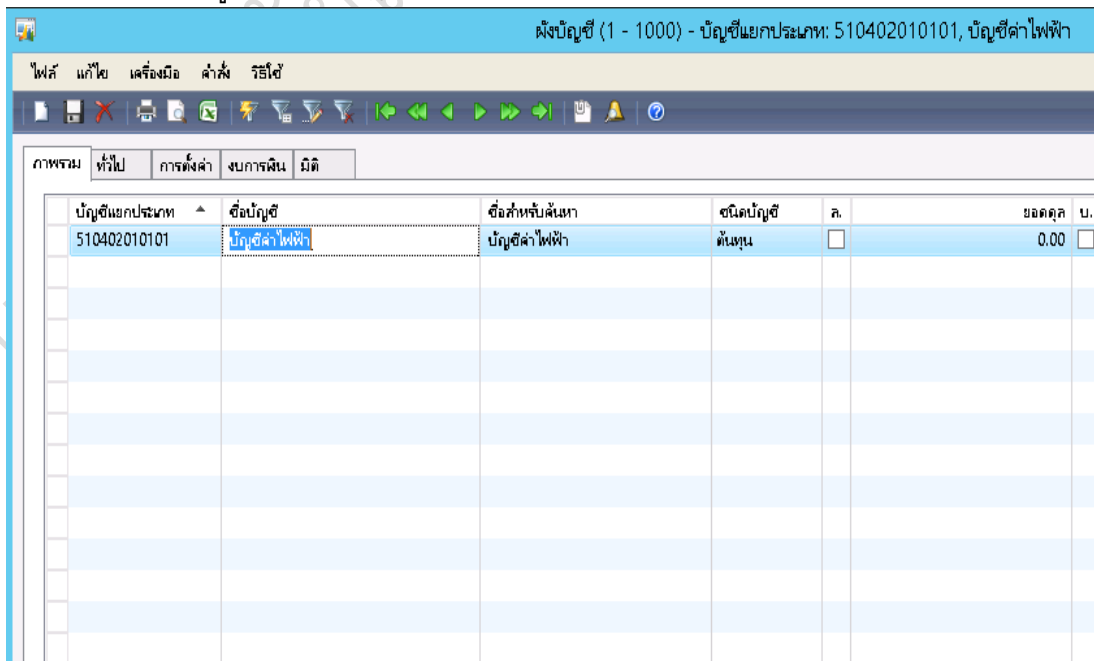 ผังบัญชี (1 - 1000) - บัญชีแยกประเภท: 510402010101, บัญชีค่าไฟฟ้า
ไฟล์ แก้ไข เครื่องมือ คำสั่ง วิธีใช้
ภาพรวม ทั่วไป การตั้งค่า งบการเงิน มิติ
บัญชีแยกประเภท ชื่อบัญชี ชื่อสำหรับค้นหา ชนิดบัญชี ล. ยอดดุล บ.
510402010101 บัญชีค่าไฟฟ้า บัญชีค่าไฟฟ้า ต้นทุน 0.00